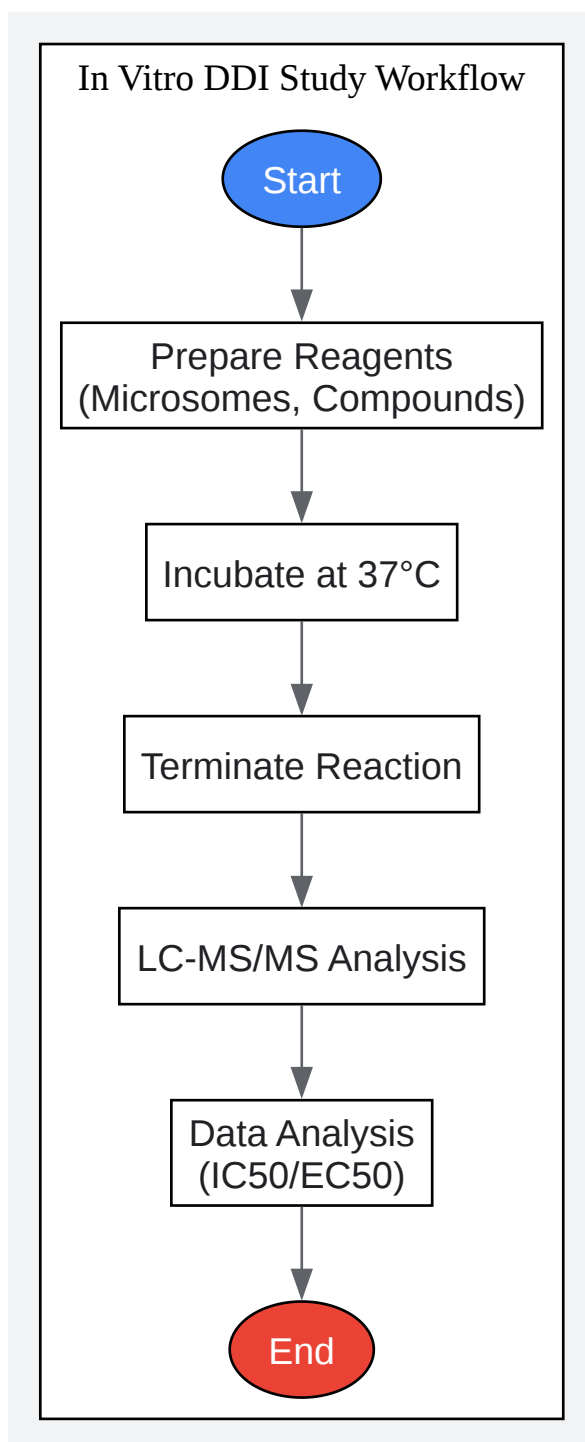 In Vitro DDI Study Workflow
Start
Prepare Reagents
(Microsomes, Compounds)
Incubate at 37°C
Terminate Reaction
LC-MS/MS Analysis
Data Analysis
(IC50/EC50)
End